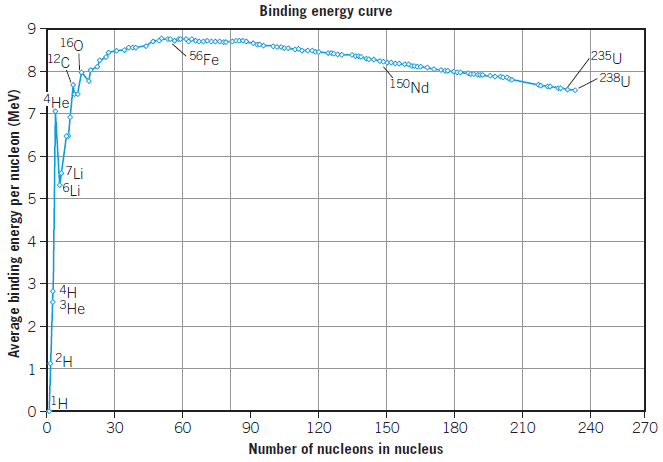 Binding energy curve
Average binding energy per nucleon (MeV)
9
8
7
6
5
4
3
2
1
0
16O
12C
4He
56Fe
150Nd
235U
238U
7Li
6Li
4H
3He
2H
1H
0 30 60 90 120 150 180 210 240 270
Number of nucleons in nucleus